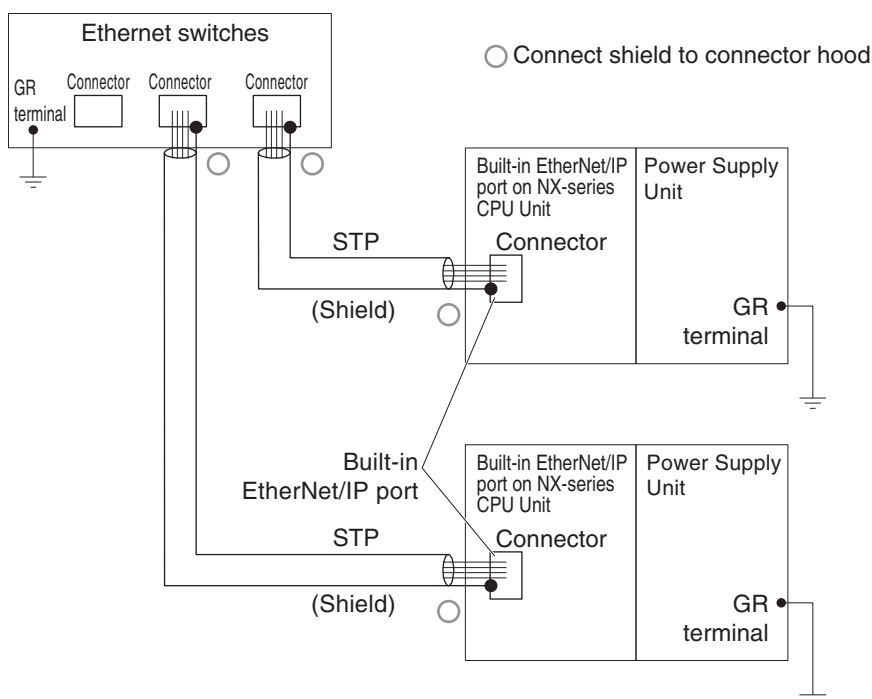 Ethernet switches
Connect shield to connector hood
GR
terminal
Connector
Connector
Connector
Built-in EtherNet/IP
port on NX-series
CPU Unit
Power Supply
Unit
STP
Connector
(Shield)
GR
terminal
Built-in
EtherNet/IP port
Built-in EtherNet/IP
port on NX-series
CPU Unit
Power Supply
Unit
STP
Connector
(Shield)
GR
terminal